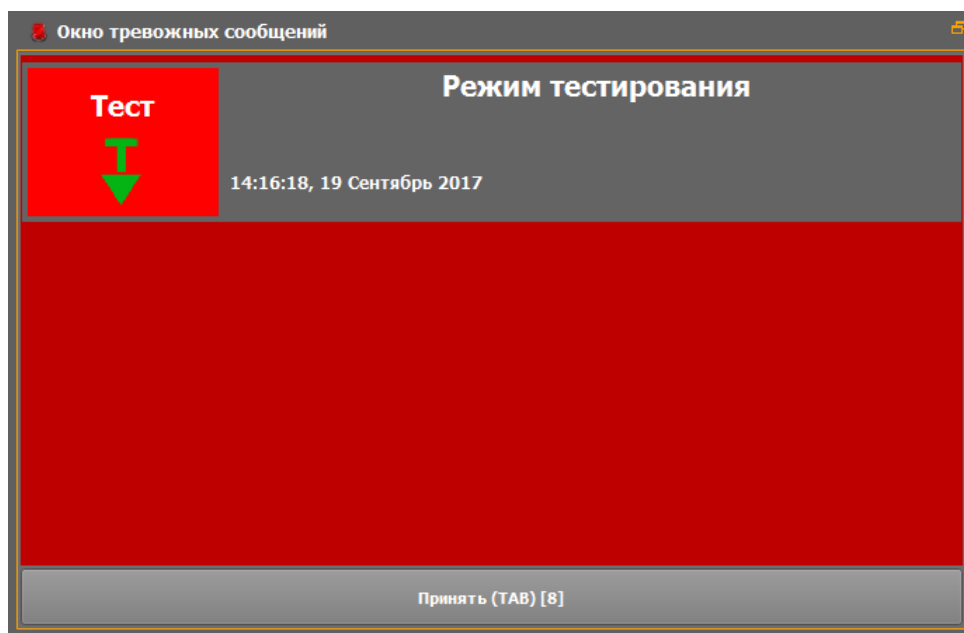 Окно тревожных сообщений
Тест
Режим тестирования
14:16:18, 19 Сентябрь 2017
Принять (TAB) [8]